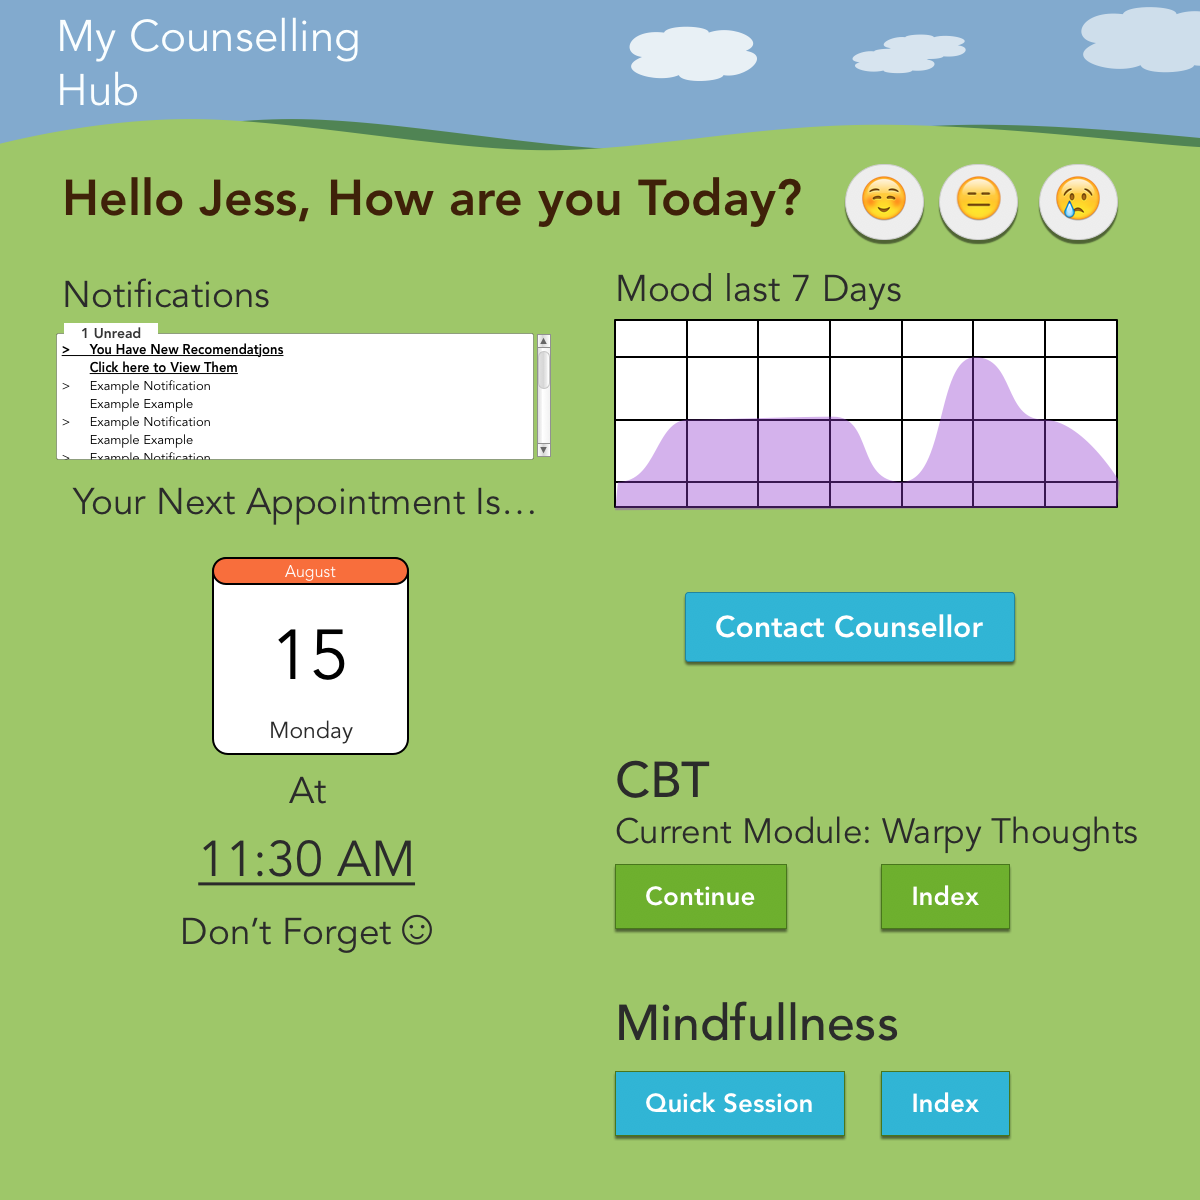 My Counselling
Hub
Hello Jess, How are you Today?
Notifications
1 Unread
> You Have New Recomendatjons
Click here to View Them
> Example Notification
Example Example
> Example Notification
Example Example
> Example Notification
Your Next Appointment Is...
August
15
Monday
At
11:30 AM
Don't Forget ☺
Mood last 7 Days
Contact Counsellor
CBT
Current Module: Warpy Thoughts
Continue
Index
Mindfullness
Quick Session
Index